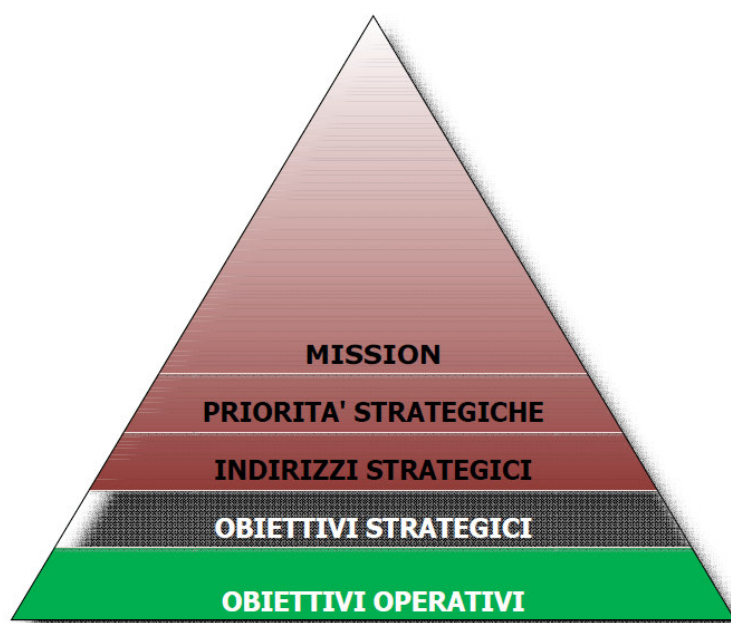 MISSION
PRIORITA' STRATEGICHE
INDIRIZZI STRATEGICI
OBIETTIVI STRATEGICI
OBIETTIVI OPERATIVI